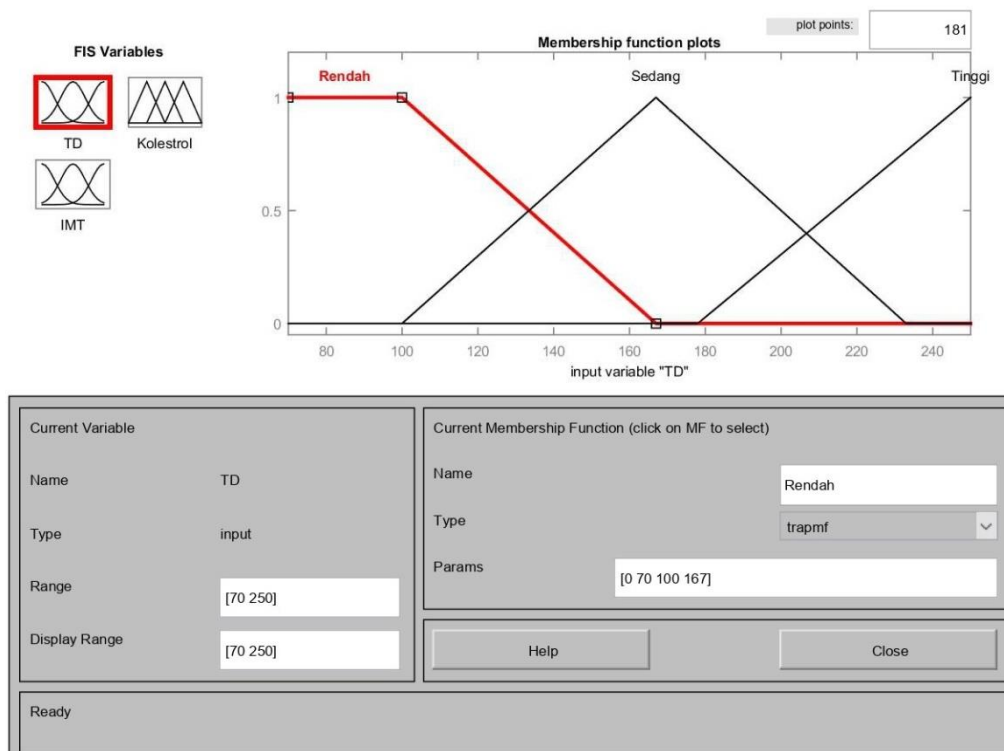 plot points: 181
FIS Variables
Membership function plots
TD
Kolestrol
IMT
Rendah
Sedang
Tinggi
1
0.5
0
80 100 120 140 160 180 200 220 240
input variable "TD"
Current Variable
Name TD
Type input
Range [70 250]
Display Range [70 250]
Current Membership Function (click on MF to select)
Name Rendah
Type trapmf
Params [0 70 100 167]
Help Close
Ready